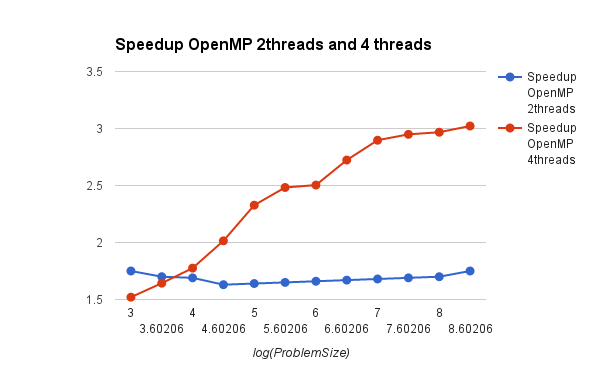 Speedup OpenMP 2threads and 4 threads
3.5
3
2.5
2
1.5
Speedup
OpenMP
2threads
Speedup
OpenMP
4threads
3 4 5 6 7 8
3.60206 4.60206 5.60206 6.60206 7.60206 8.60206
log(ProblemSize)